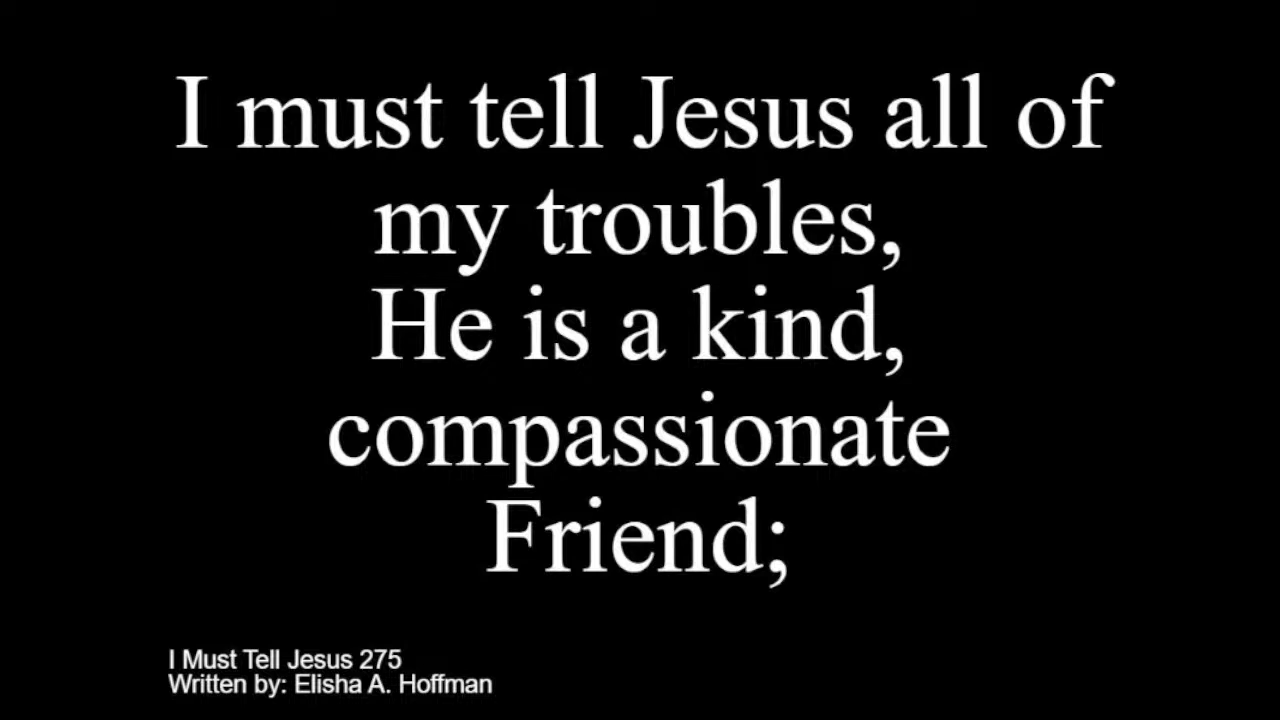 I must tell Jesus all of
my troubles,
He is a kind,
compassionate
Friend;
I Must Tell Jesus 275
Written by: Elisha A. Hoffman